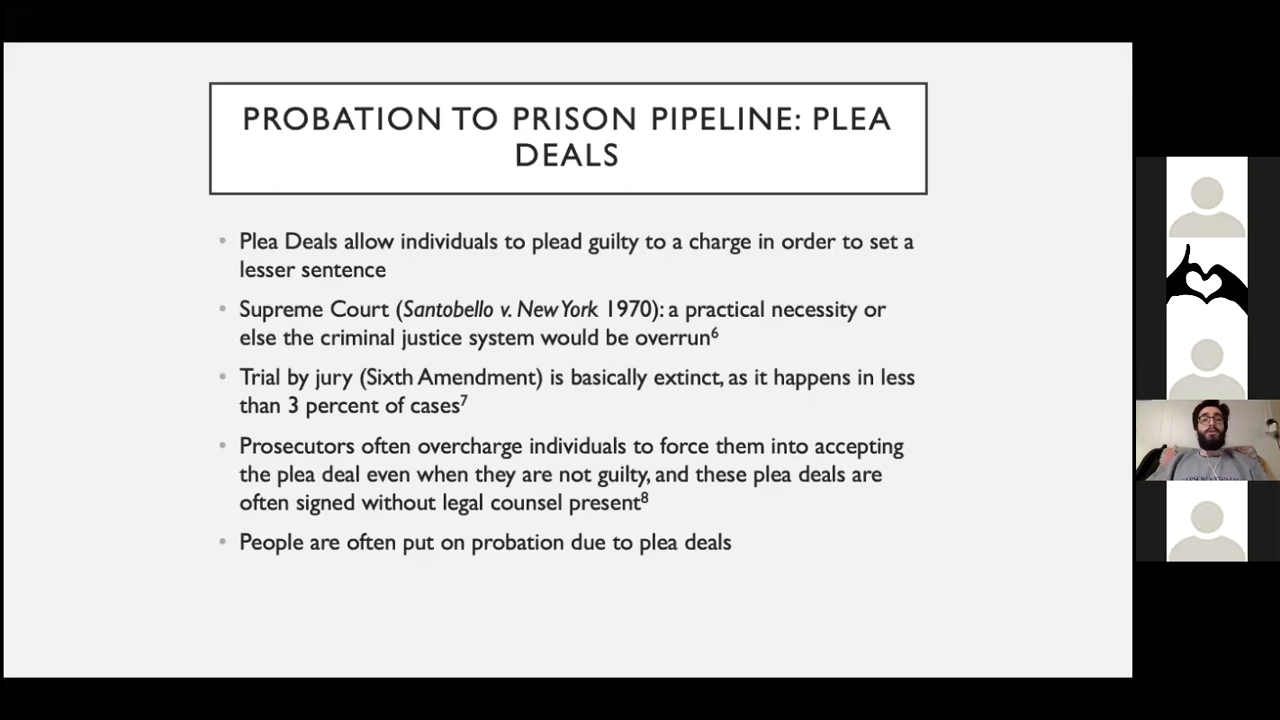 PROBATION TO PRISON PIPELINE: PLEA
DEALS
• Plea Deals allow individuals to plead guilty to a charge in order to set a
lesser sentence
• Supreme Court (Santobello v. New York 1970): a practical necessity or
else the criminal justice system would be overrun⁶
• Trial by jury (Sixth Amendment) is basically extinct, as it happens in less
than 3 percent of cases⁷
• Prosecutors often overcharge individuals to force them into accepting
the plea deal even when they are not guilty, and these plea deals are
often signed without legal counsel present⁸
• People are often put on probation due to plea deals